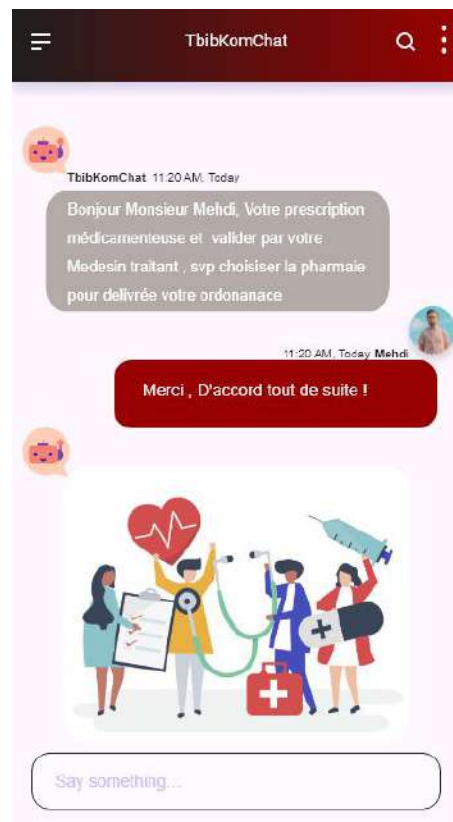 TbibKomChat
TbibKomChat 11:20 AM, Today
Bonjour Monsieur Mehdi, Votre prescription
médicamenteuse et valider par votre
Medesin traitant , svp choisiser la pharmaie
pour delivrée votre ordonanace
11:20 AM, Today Mehdi
Merci , D'accord tout de suite !
Say something...